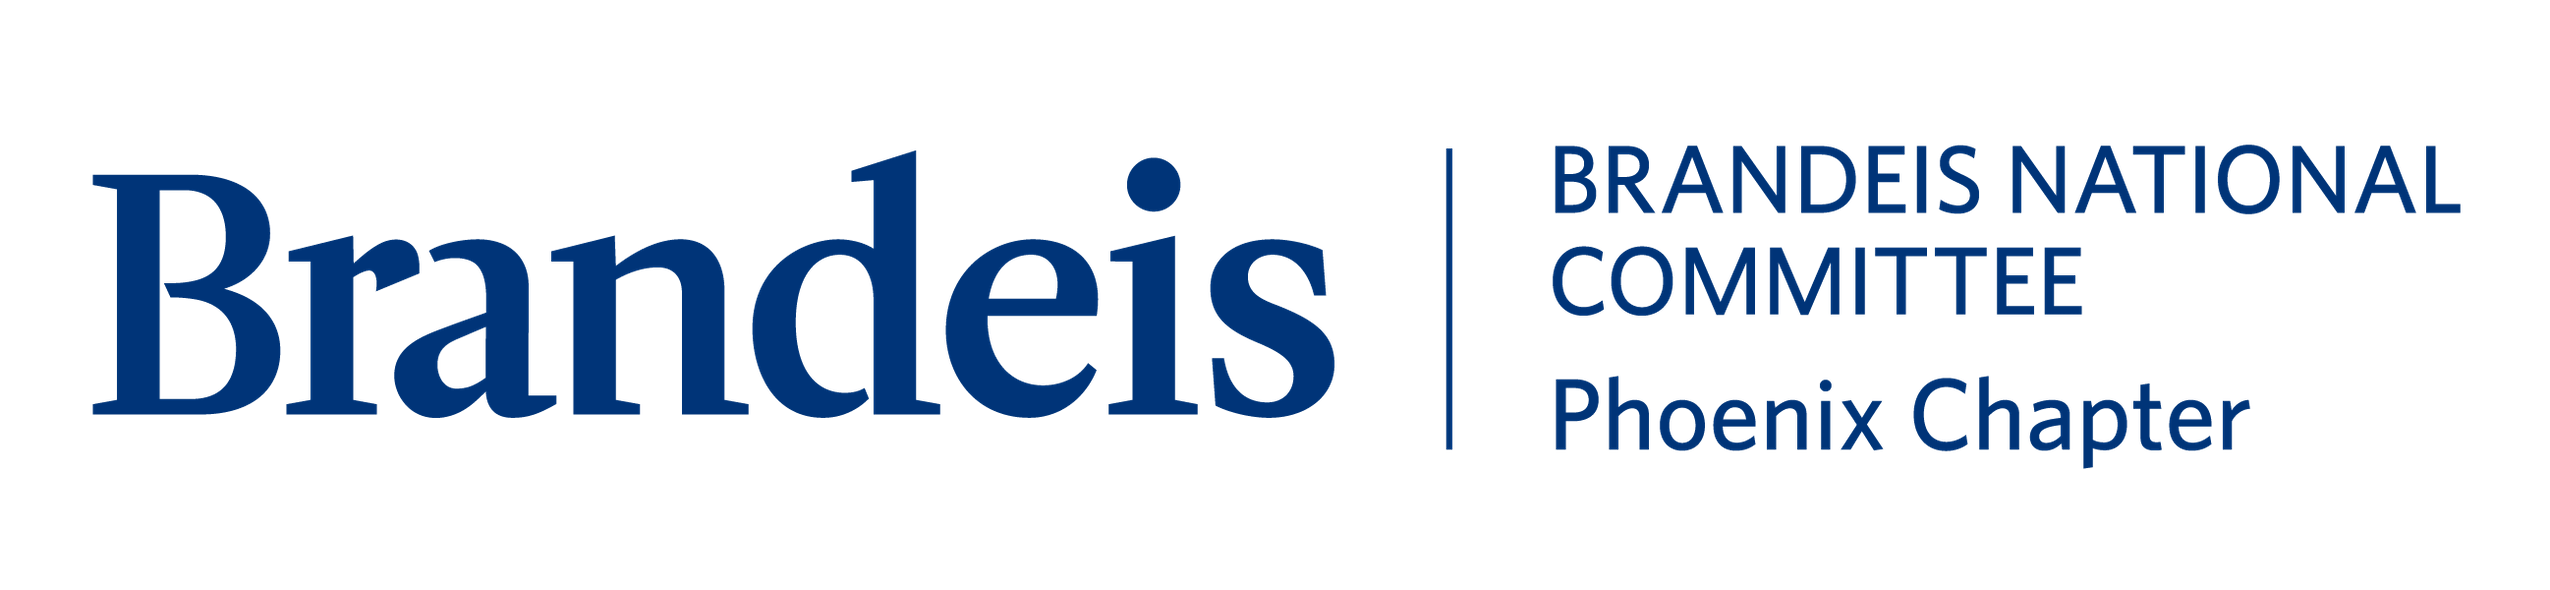 Brandeis
BRANDEIS NATIONAL
COMMITTEE
Phoenix Chapter